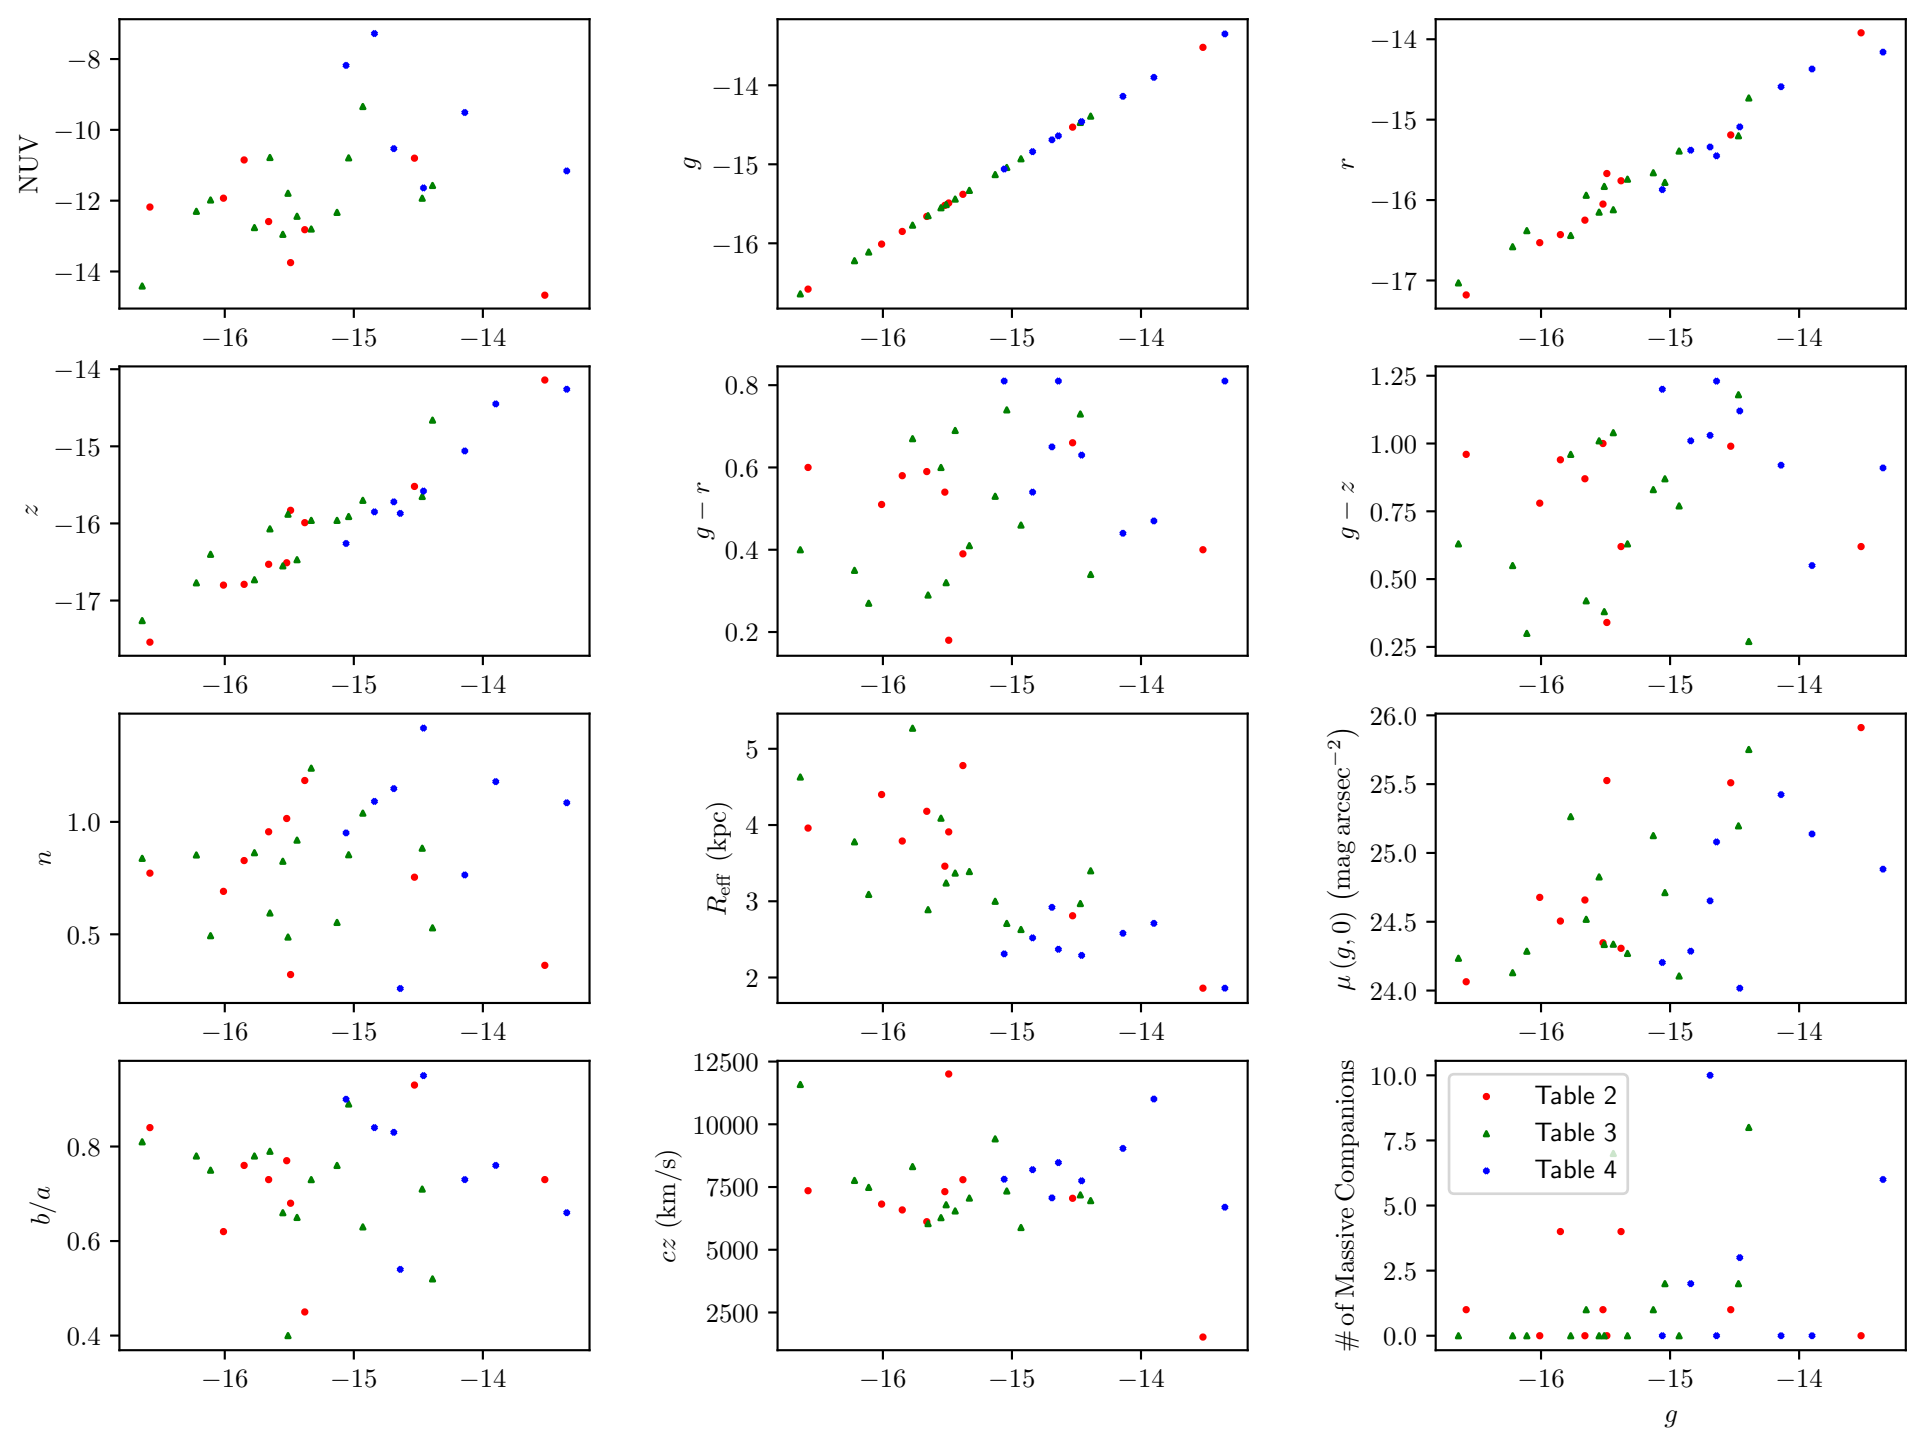 NUV
−8
−10
−12
−14
−16 −15 −14
g
−14
−15
−16
−16 −15 −14
r
−14
−15
−16
−17
−16 −15 −14
z
−14
−15
−16
−17
−16 −15 −14
g − r
0.8
0.6
0.4
0.2
−16 −15 −14
g − z
1.25
1.00
0.75
0.50
0.25
−16 −15 −14
n
1.0
0.5
−16 −15 −14
R_eff (kpc)
5
4
3
2
−16 −15 −14
μ (g, 0) (mag arcsec⁻²)
26.0
25.5
25.0
24.5
24.0
−16 −15 −14
b/a
0.8
0.6
0.4
−16 −15 −14
cz (km/s)
12500
10000
7500
5000
2500
−16 −15 −14
# of Massive Companions
10.0
7.5
5.0
2.5
0.0
Table 2
Table 3
Table 4
−16 −15 −14
g